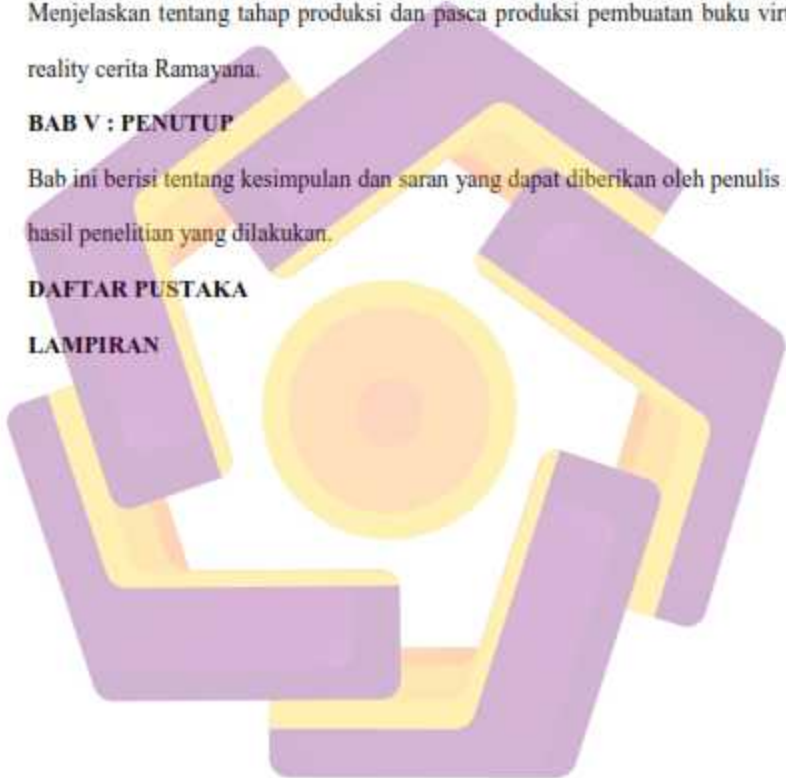 Menjelaskan tentang tahap produksi dan pasca produksi pembuatan buku vir
reality cerita Ramayana.
BAB V : PENUTUP
Bab ini berisi tentang kesimpulan dan saran yang dapat diberikan oleh penulis
hasil penelitian yang dilakukan.
DAFTAR PUSTAKA
LAMPIRAN